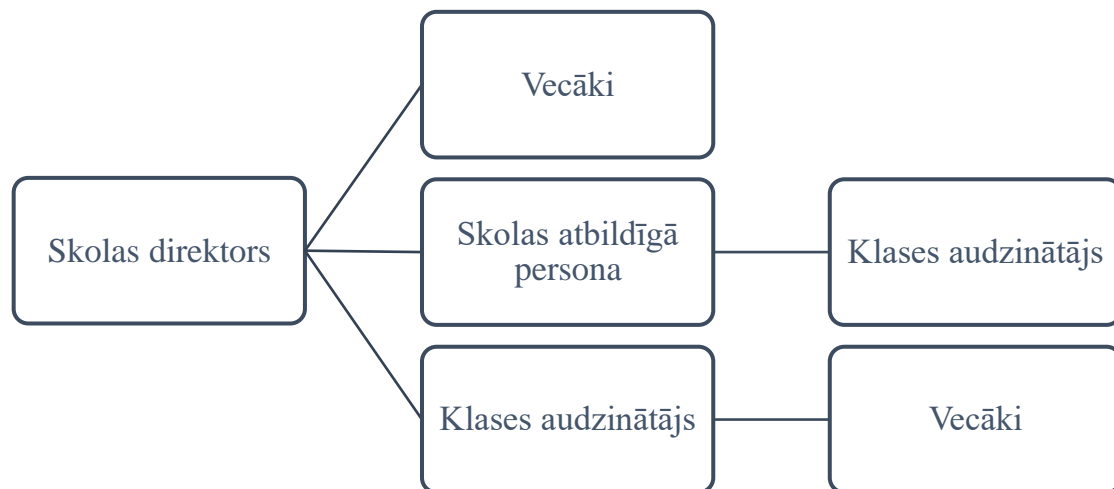 Vecāki
Skolas direktors
Skolas atbildīgā
persona
Klases audzinātājs
Klases audzinātājs
Vecāki